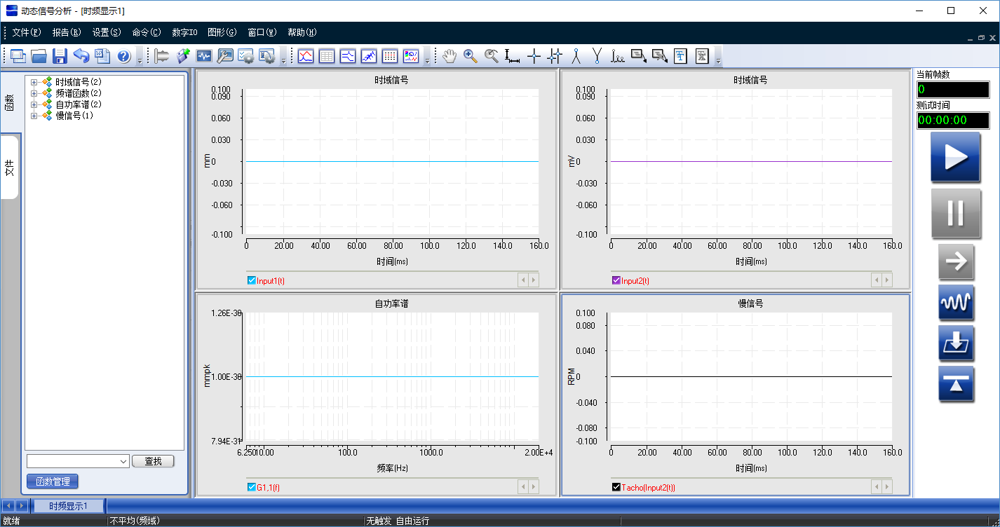 动态信号分析 - [时频显示1]
文件(F) 报告(R) 设置(S) 命令(C) 数字IO 图形(G) 窗口(W) 帮助(H)
函数
文件
时域信号(2)
频谱函数(2)
自功率谱(2)
慢信号(1)
查找
函数管理
时域信号
0.100
0.090
0.060
0.030
0
-0.030
-0.060
-0.100
mm
0 20.00 40.00 60.00 80.00 100.0 120.0 140.0 160.0
时间(ms)
Input1(t)
时域信号
0.100
0.090
0.060
0.030
0
-0.030
-0.060
-0.100
mV
0 20.00 40.00 60.00 80.00 100.0 120.0 140.0 160.0
时间(ms)
Input2(t)
自功率谱
1.26E-30
1.00E-30
7.94E-31
mmpk
6.250 10.00 100.0 1000.0 2.00E+4
频率(Hz)
G1,1(f)
慢信号
0.100
0.080
0.040
0
-0.040
-0.080
-0.100
RPM
0 20.00 40.00 60.00 80.00 100.0 120.0 140.0 160.0
时间(ms)
Tacho(Input2(t))
当前帧数
0
测试时间
00:00:00
时频显示1
就绪 不平均(频域) 无触发 自由运行